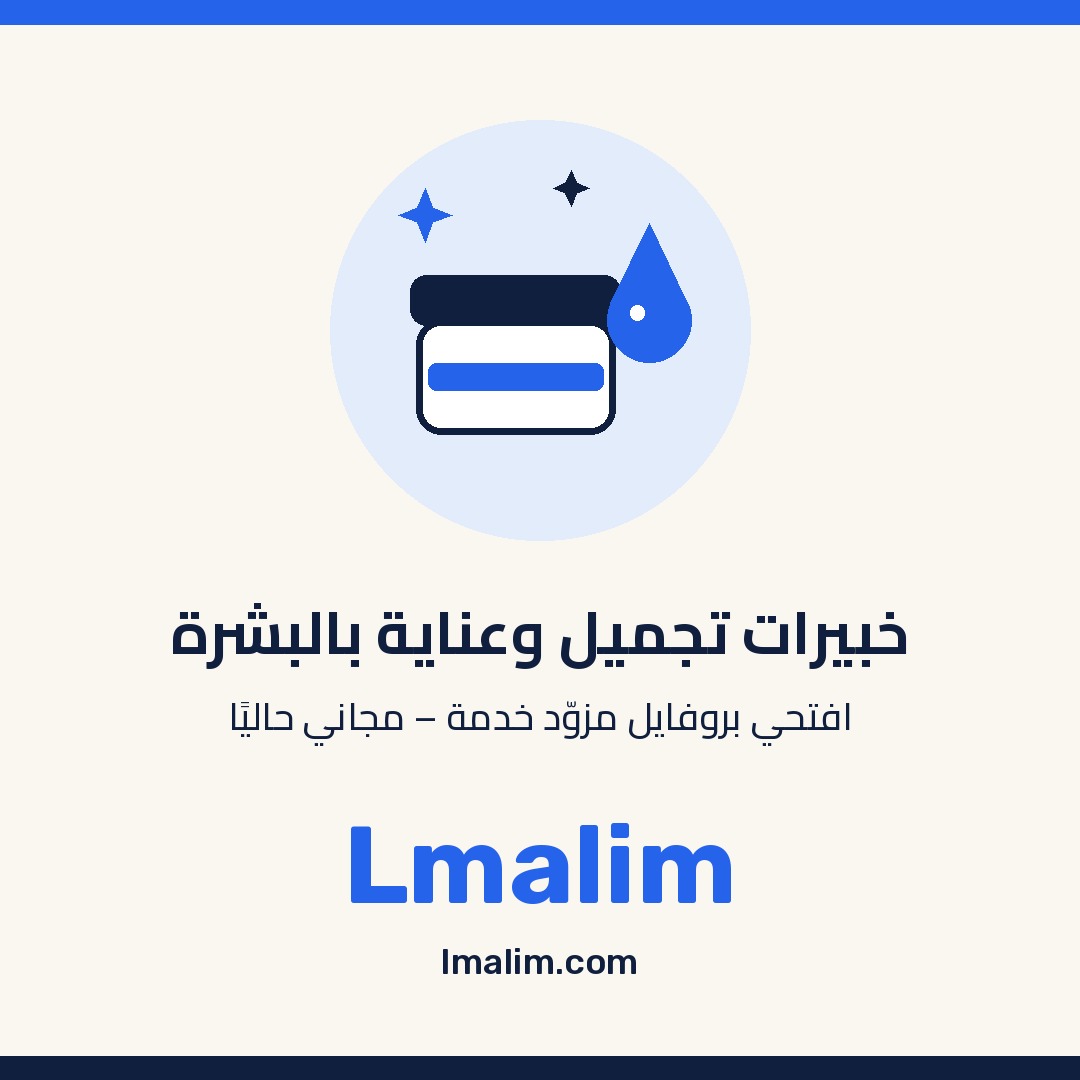 خبيرات تجميل وعناية بالبشرة
افتحي بروفايل مزوّد خدمة – مجاني حاليًا
Lmalim
lmalim.com